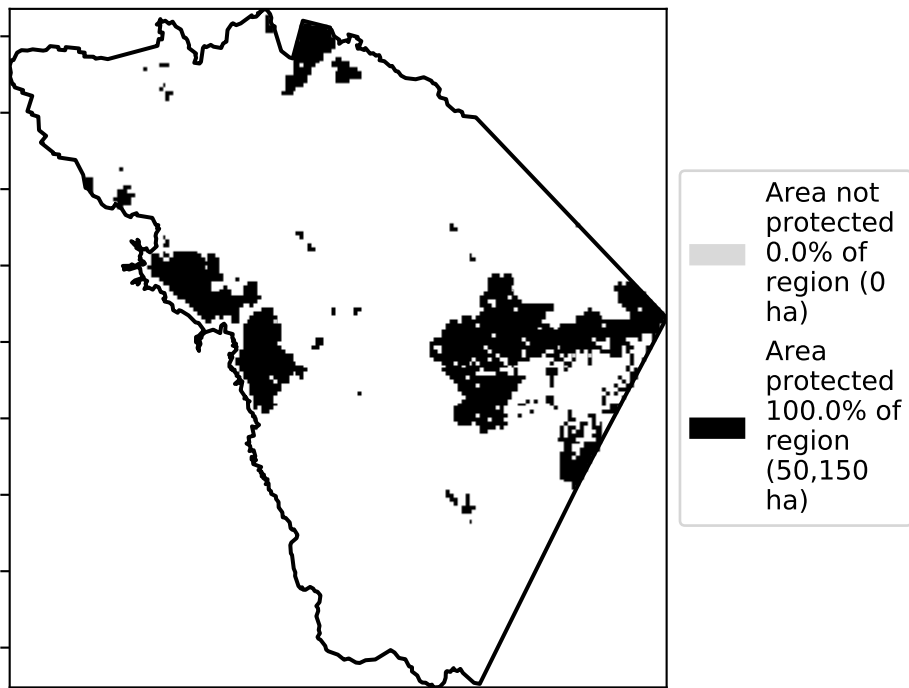 Area not
protected
0.0% of
region (0
ha)
Area
protected
100.0% of
region
(50,150
ha)